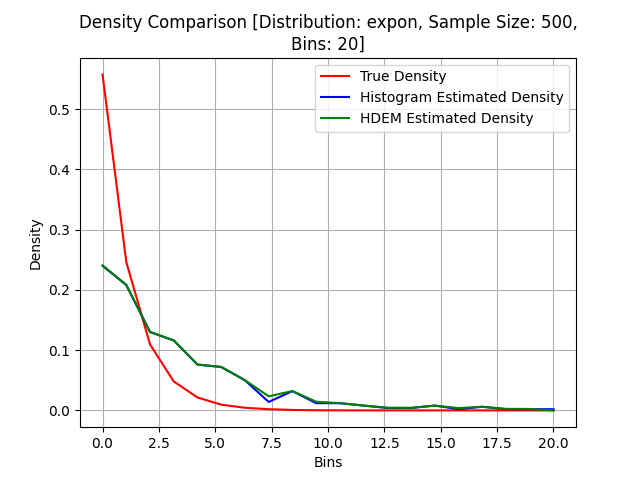 Density Comparison [Distribution: expon, Sample Size: 500,
Bins: 20]
True Density
Histogram Estimated Density
HDEM Estimated Density
Density
0.5
0.4
0.3
0.2
0.1
0.0
0.0 2.5 5.0 7.5 10.0 12.5 15.0 17.5 20.0
Bins